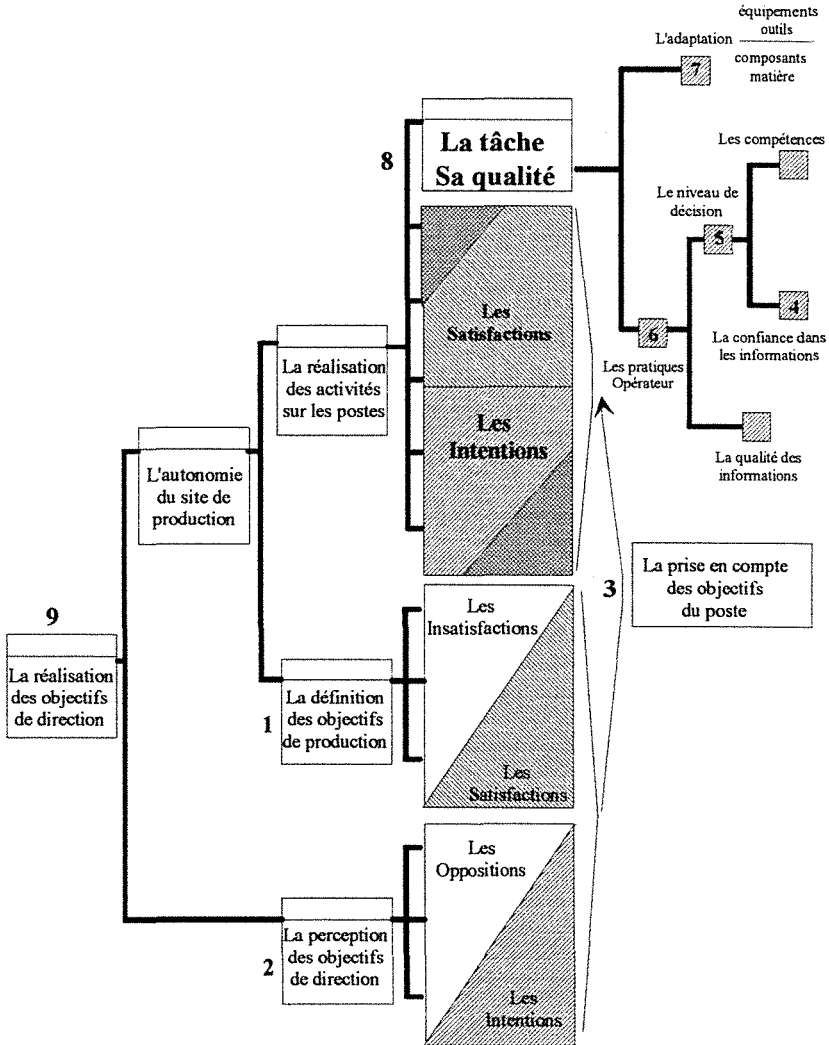 équipements
outils
L'adaptation
composants
matière
7
8
La tâche
Sa qualité
Les compétences
Le niveau de
décision
5
4
La confiance dans
les informations
6
Les pratiques
Opérateur
La qualité des
informations
Les
Satisfactions
Les
Intentions
La réalisation
des activités
sur les postes
L'autonomie
du site de
production
9
La réalisation
des objectifs
de direction
1
La définition
des objectifs
de production
Les
Insatisfactions
Les
Satisfactions
3
La prise en compte
des objectifs
du poste
2
La perception
des objectifs
de direction
Les
Oppositions
Les
Intentions